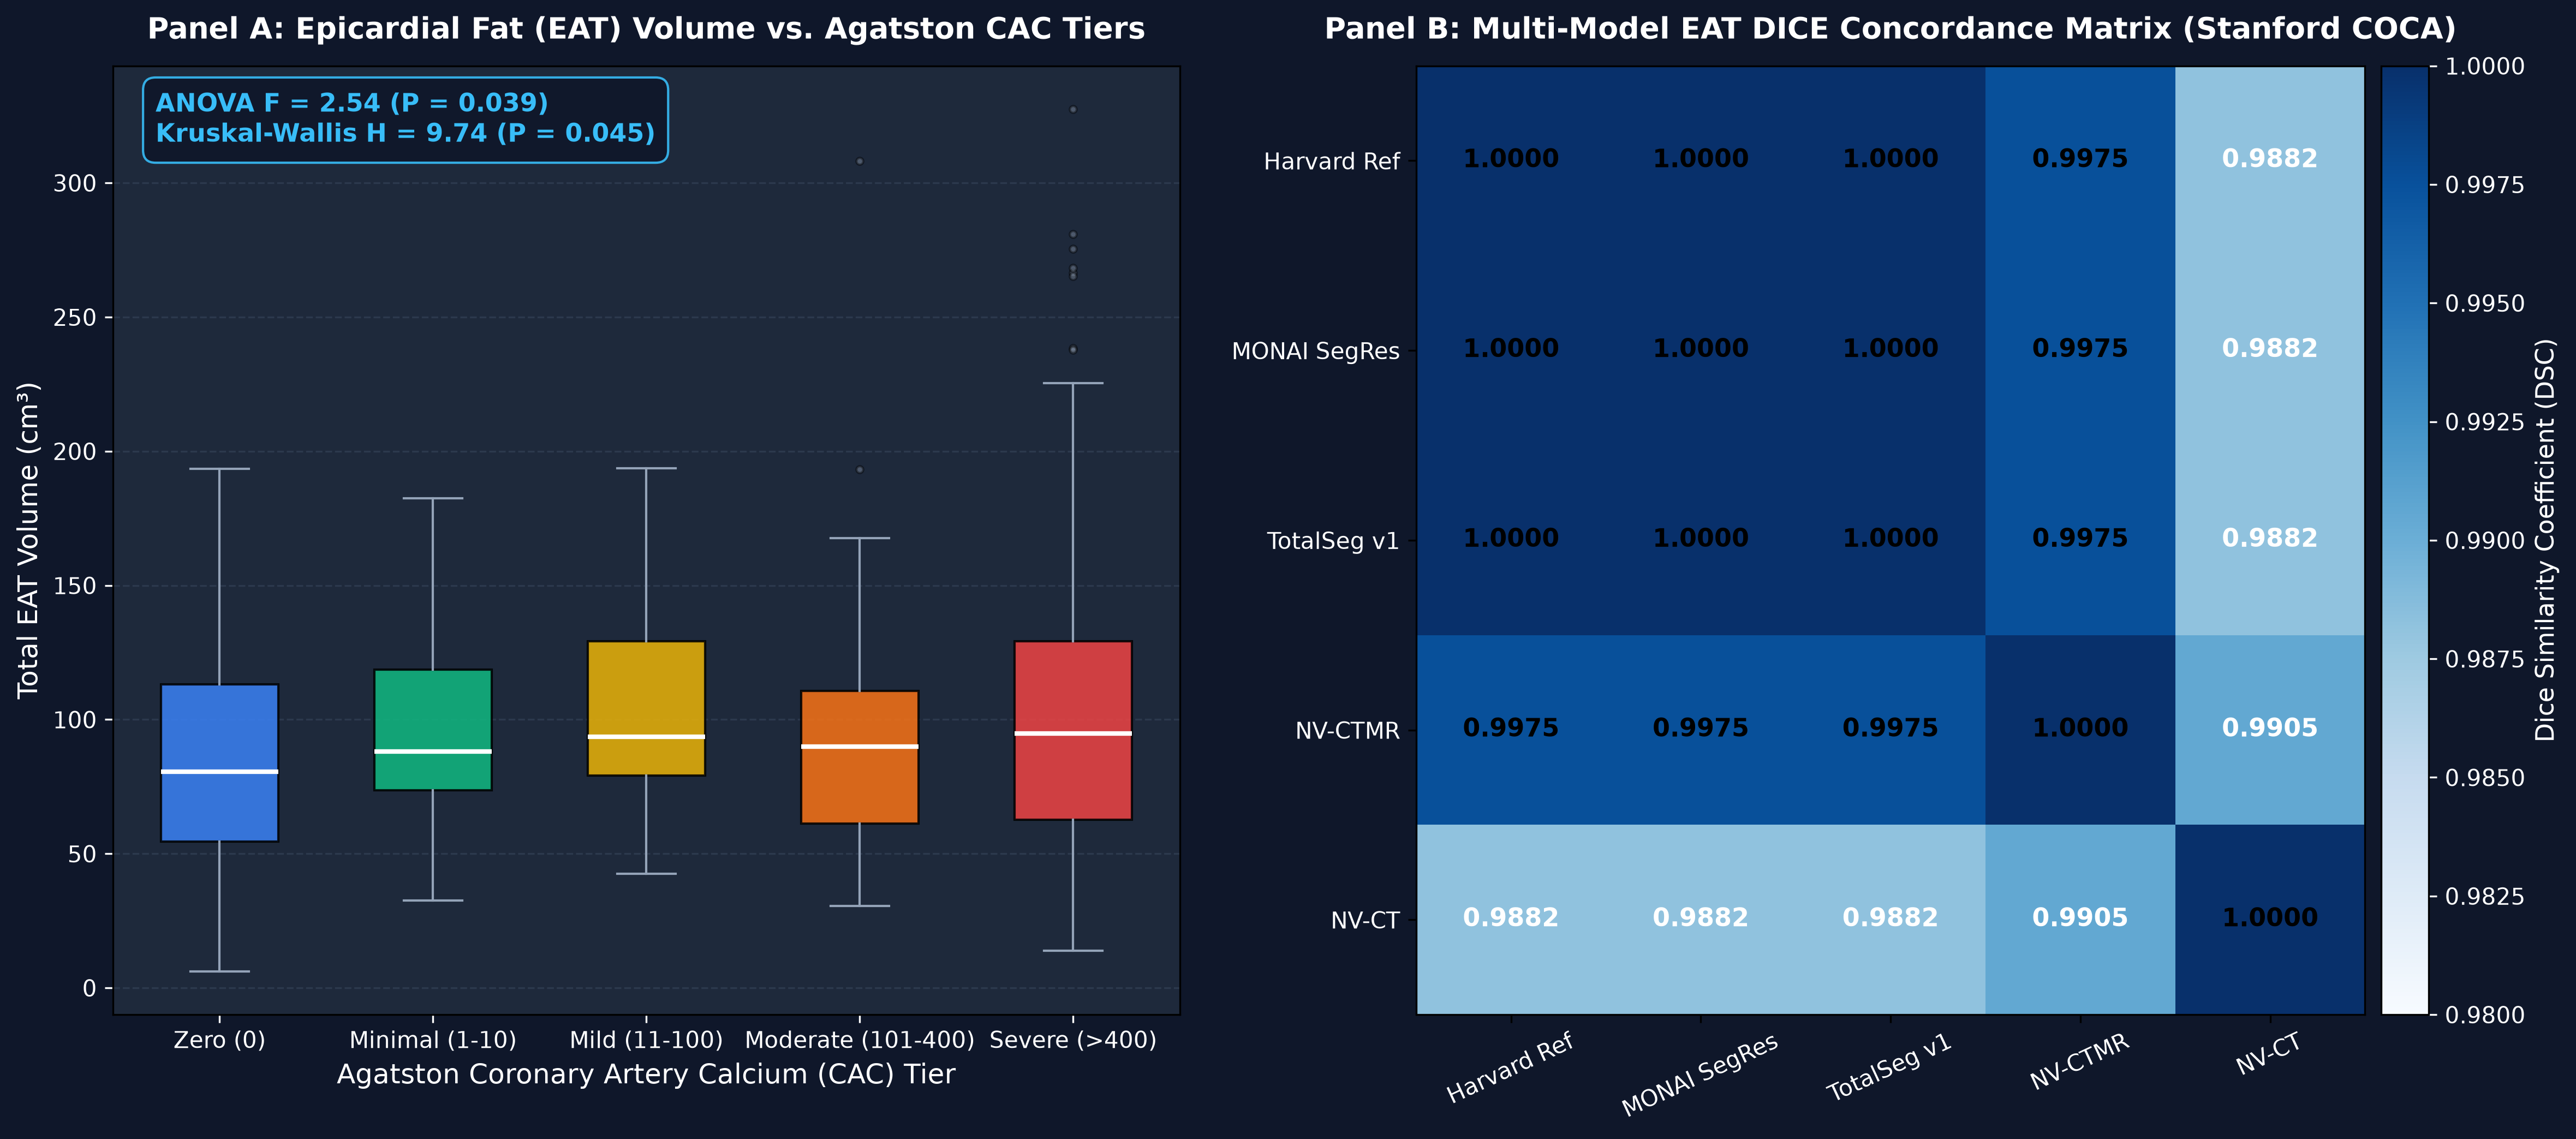 Panel A: Epicardial Fat (EAT) Volume vs. Agatston CAC Tiers
ANOVA F = 2.54 (P = 0.039)
Kruskal-Wallis H = 9.74 (P = 0.045)
Total EAT Volume (cm³)
300
250
200
150
100
50
0
Zero (0) Minimal (1-10) Mild (11-100) Moderate (101-400) Severe (>400)
Agatston Coronary Artery Calcium (CAC) Tier
Panel B: Multi-Model EAT DICE Concordance Matrix (Stanford COCA)
Harvard Ref 1.0000 1.0000 1.0000 0.9975 0.9882
MONAI SegRes 1.0000 1.0000 1.0000 0.9975 0.9882
TotalSeg v1 1.0000 1.0000 1.0000 0.9975 0.9882
NV-CTMR 0.9975 0.9975 0.9975 1.0000 0.9905
NV-CT 0.9882 0.9882 0.9882 0.9905 1.0000
Harvard Ref MONAI SegRes TotalSeg v1 NV-CTMR NV-CT
1.0000
0.9975
0.9950
0.9925
0.9900
0.9875
0.9850
0.9825
0.9800
Dice Similarity Coefficient (DSC)